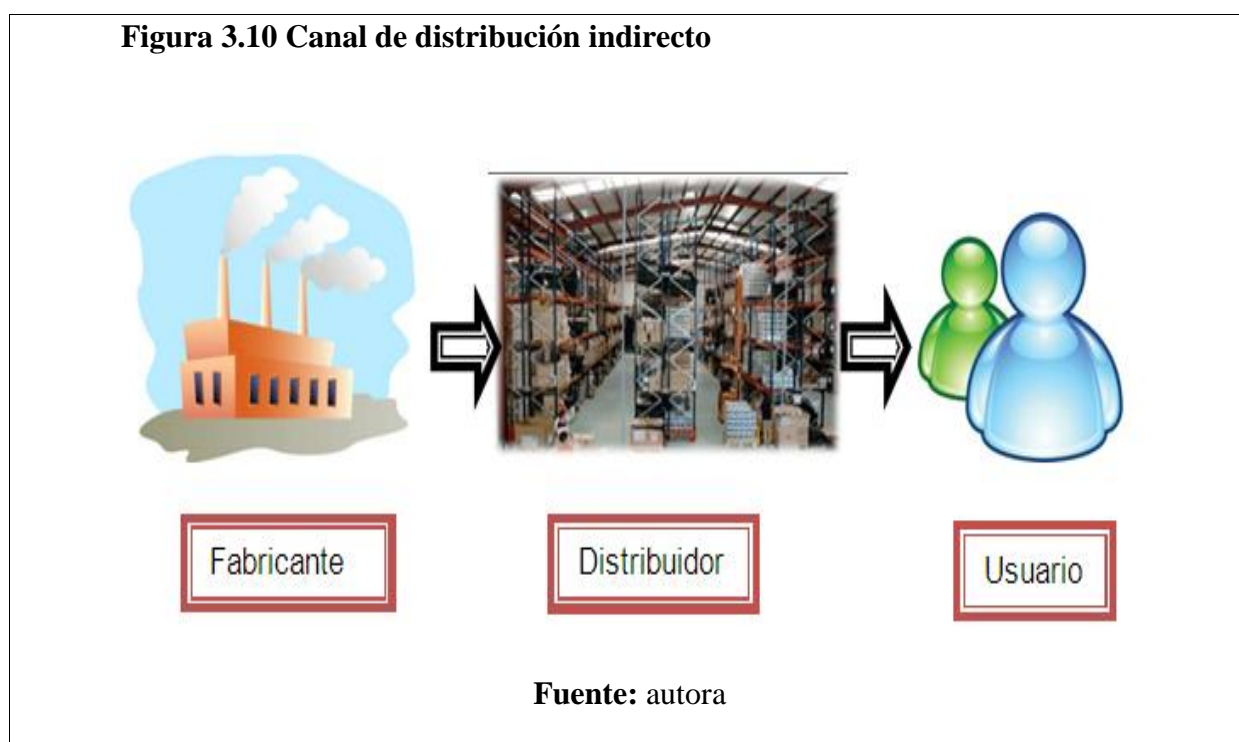 Figura 3.10 Canal de distribución indirecto
Fabricante
Distribuidor
Usuario
Fuente: autora